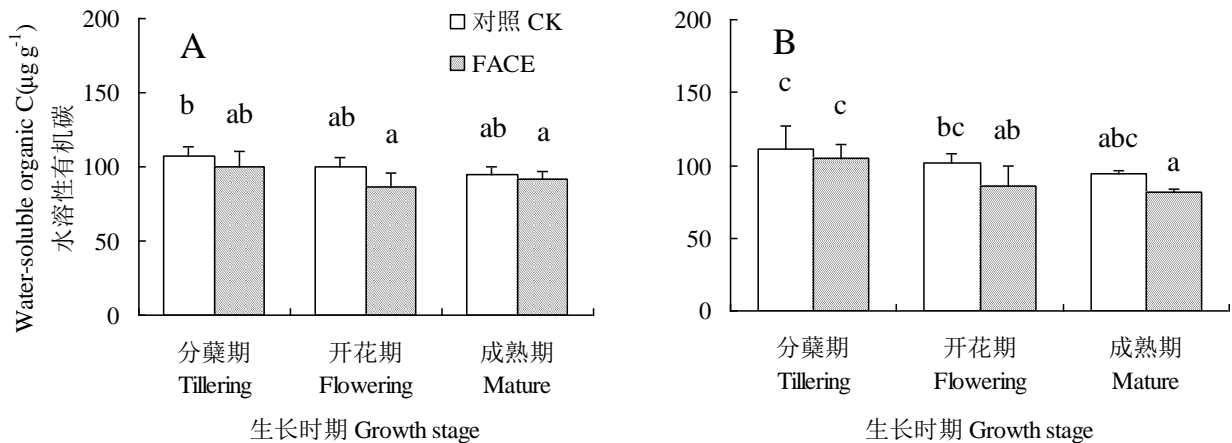 Water-soluble organic C(μg g-1)
水溶性有机碳
200
150
100
50
0
A
对照 CK
FACE
b
ab
ab
a
ab
a
分蘖期
Tillering
开花期
Flowering
成熟期
Mature
生长时期 Growth stage
200
150
100
50
0
B
c
c
bc
ab
abc
a
分蘖期
Tillering
开花期
Flowering
成熟期
Mature
生长时期 Growth stage